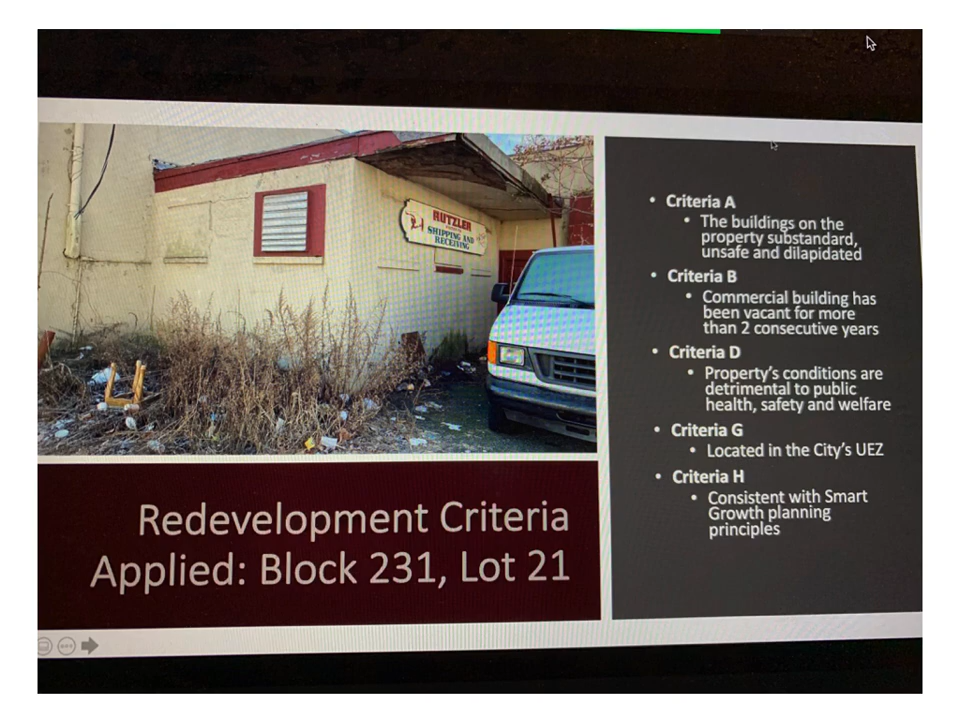 RUTZLER
SHIPPING AND
RECEIVING
Redevelopment Criteria
Applied: Block 231, Lot 21
• Criteria A
• The buildings on the
property substandard,
unsafe and dilapidated
• Criteria B
• Commercial building has
been vacant for more
than 2 consecutive years
• Criteria D
• Property's conditions are
detrimental to public
health, safety and welfare
• Criteria G
• Located in the City's UEZ
• Criteria H
• Consistent with Smart
Growth planning
principles